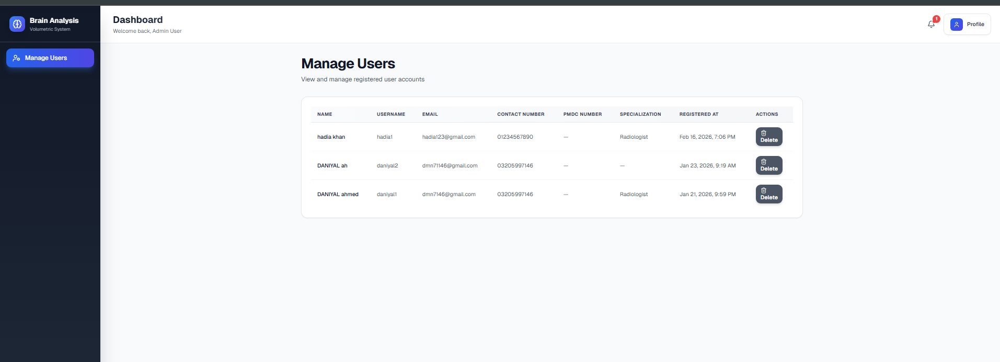 Brain Analysis
Volumetric System
Manage Users
Dashboard
Welcome back, Admin User
1
Profile
Manage Users
View and manage registered user accounts
NAME USERNAME EMAIL CONTACT NUMBER PMDC NUMBER SPECIALIZATION REGISTERED AT ACTIONS
hadia khan hadia1 hadia123@gmail.com 01234567890 — Radiologist Feb 16, 2026, 7:06 PM Delete
DANIYAL ah daniyal2 dmn71146@gmail.com 03205997146 — — Jan 23, 2026, 9:19 AM Delete
DANIYAL ahmed daniyal1 dmn7146@gmail.com 03205997146 — Radiologist Jan 21, 2026, 9:59 PM Delete